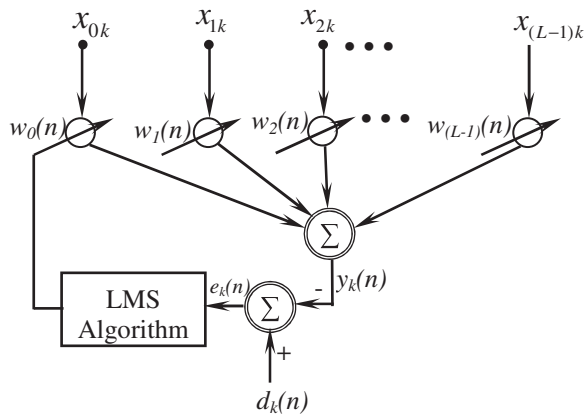 x0k x1k x2k • • • • x(L−1)k
w0(n) w1(n) w2(n) • • • • w(L-1)(n)
Σ
LMS
Algorithm
ek(n) Σ - yk(n)
+
dk(n)